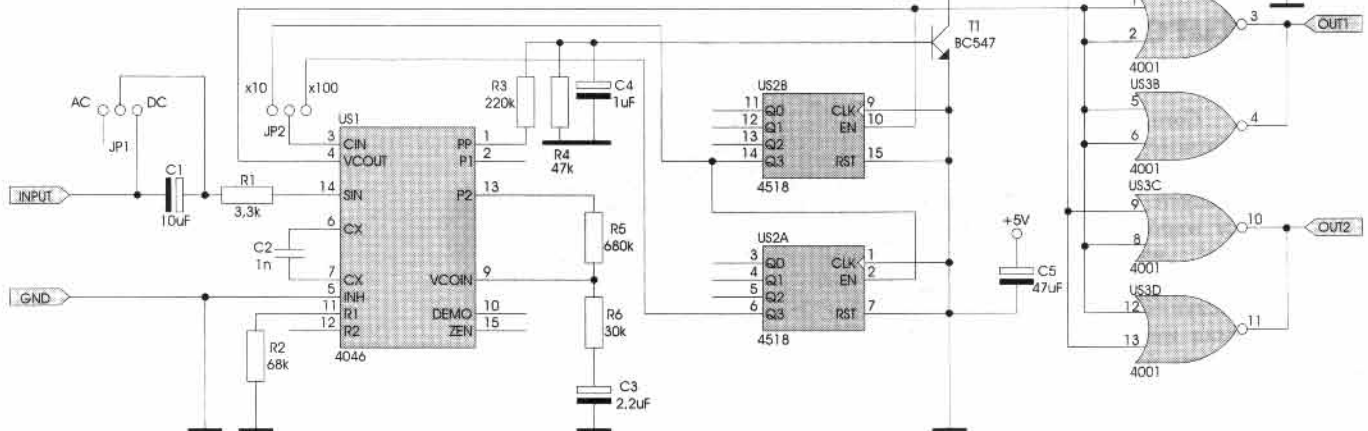 AC
DC
JP1
x10
x100
JP2
INPUT
C1
10uF
R1
3,3k
C2
1n
GND
R2
68k
US1
3 CIN
4 VCOUT
14 SIN
6 CX
7 CX
5 INH
11 R1
12 R2
PP 1
P1 2
P2 13
VCOIN 9
DEMO 10
ZEN 15
4046
R3
220k
R4
47k
C4
1uF
R5
680k
R6
30k
C3
2,2uF
T1
BC547
US2B
11 Q0 CLK 9
12 Q1 EN 10
13 Q2
14 Q3 RST 15
4518
US2A
3 Q0 CLK 1
4 Q1 EN 2
5 Q2
6 Q3 RST 7
4518
+5V
C5
47uF
1
2
3
4001
OUT1
US3B
5
6
4
4001
US3C
9
8
10
4001
OUT2
US3D
12
13
11
4001